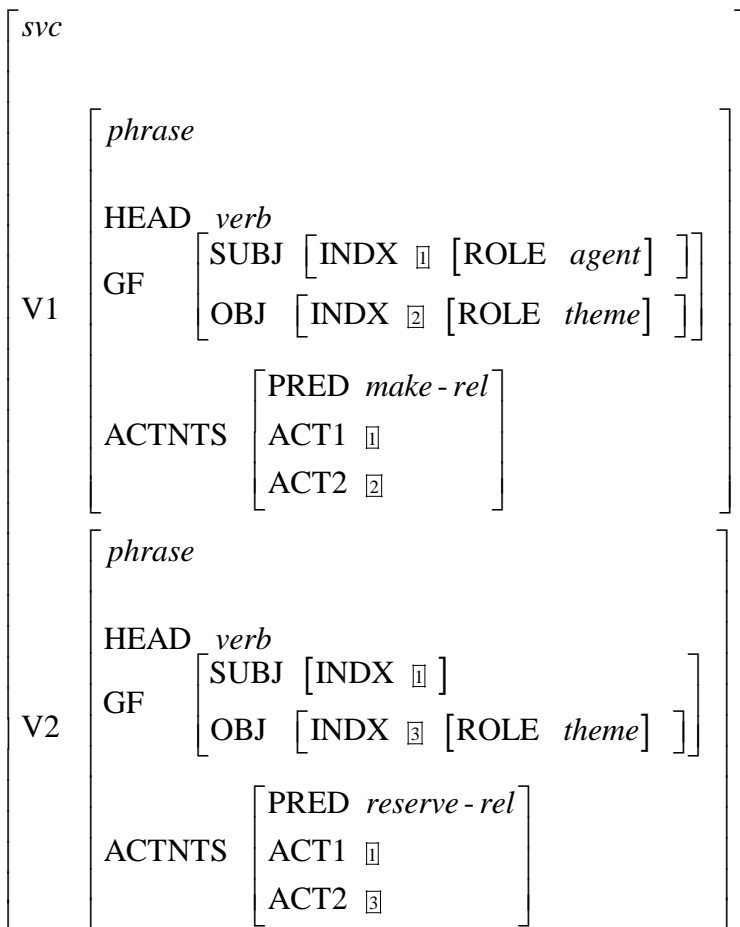 svc
phrase
HEAD verb
V1 GF SUBJ [INDX 1 [ROLE agent] ]
OBJ [INDX 2 [ROLE theme] ]
ACTNTS PRED make - rel
ACT1 1
ACT2 2
phrase
HEAD verb
V2 GF SUBJ [INDX 1 ]
OBJ [INDX 3 [ROLE theme] ]
ACTNTS PRED reserve - rel
ACT1 1
ACT2 3